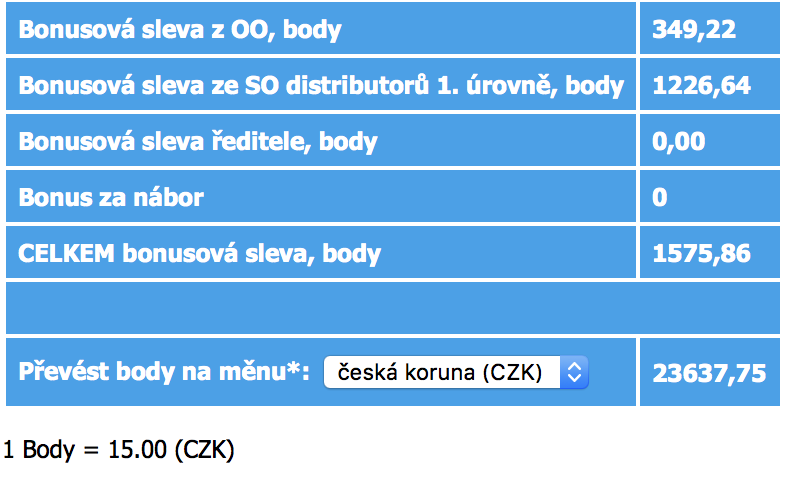 Bonusová sleva z OO, body 349,22
Bonusová sleva ze SO distributorů 1. úrovně, body 1226,64
Bonusová sleva ředitele, body 0,00
Bonus za nábor 0
CELKEM bonusová sleva, body 1575,86
Převést body na měnu*: česká koruna (CZK) 23637,75
1 Body = 15.00 (CZK)